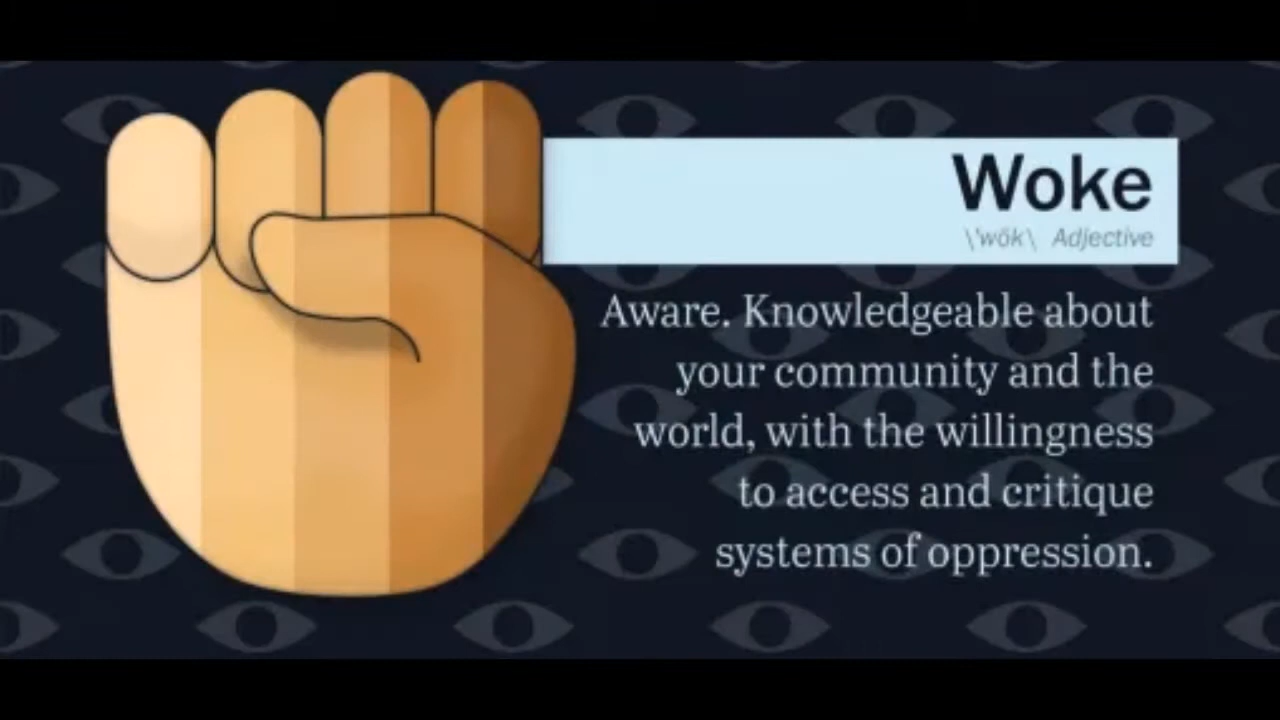 Woke
\'wōk\ Adjective
Aware. Knowledgeable about
your community and the
world, with the willingness
to access and critique
systems of oppression.